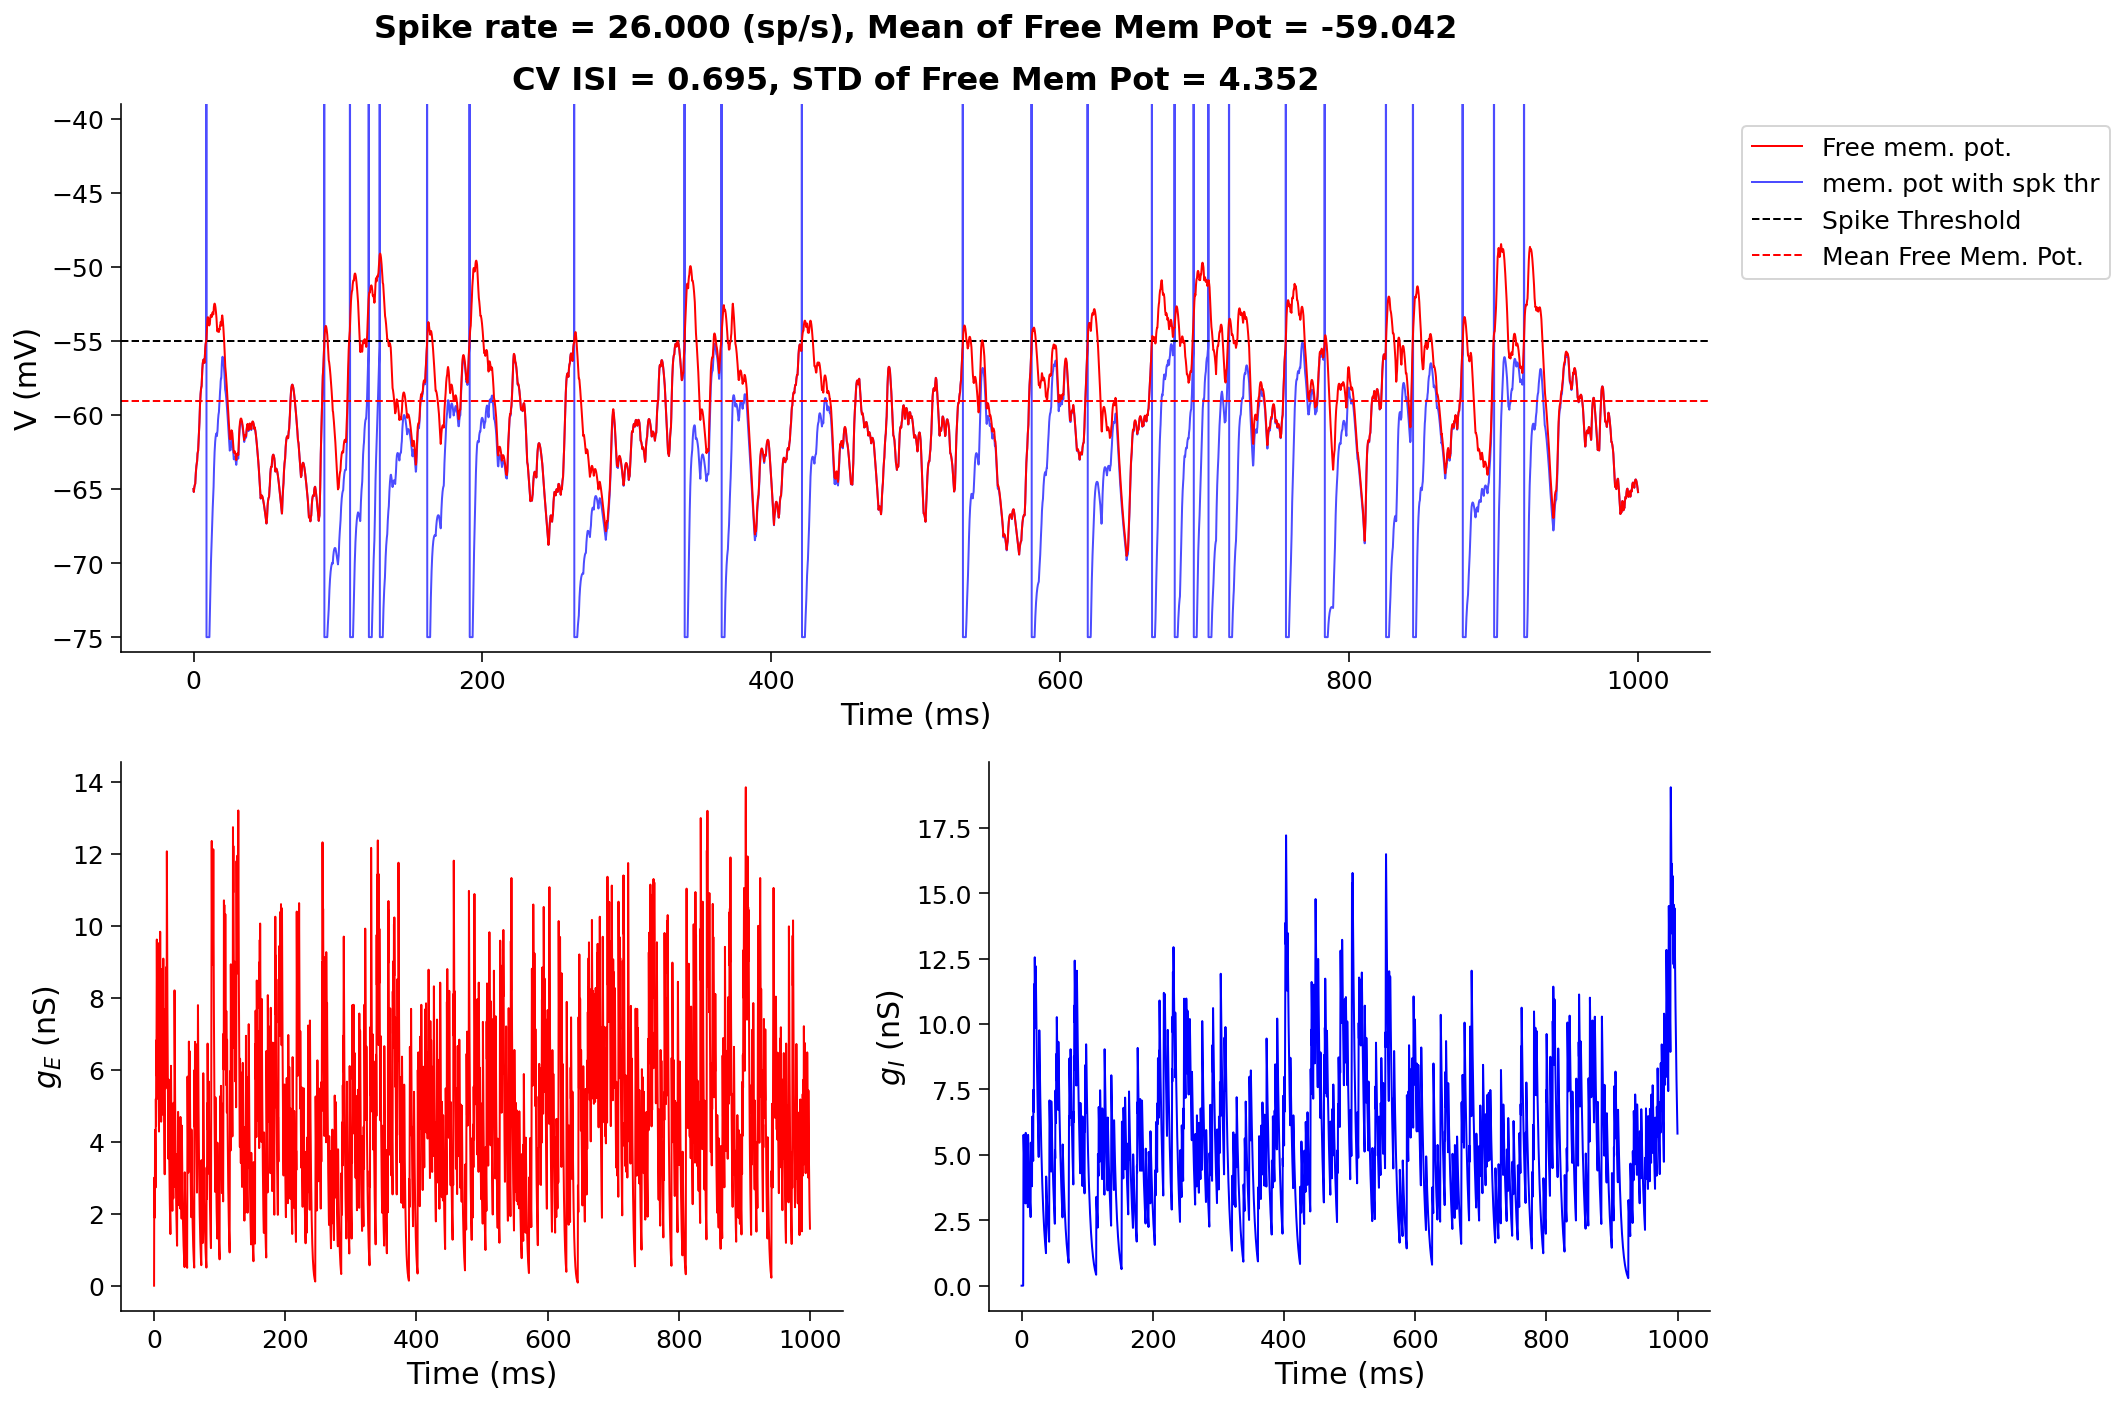 Spike rate = 26.000 (sp/s), Mean of Free Mem Pot = -59.042
CV ISI = 0.695, STD of Free Mem Pot = 4.352
−40
−45
−50
−55
−60
−65
−70
−75
V (mV)
0 200 400 600 800 1000
Time (ms)
Free mem. pot.
mem. pot with spk thr
Spike Threshold
Mean Free Mem. Pot.
14
12
10
8
6
4
2
0
g_E (nS)
0 200 400 600 800 1000
Time (ms)
17.5
15.0
12.5
10.0
7.5
5.0
2.5
0.0
g_I (nS)
0 200 400 600 800 1000
Time (ms)